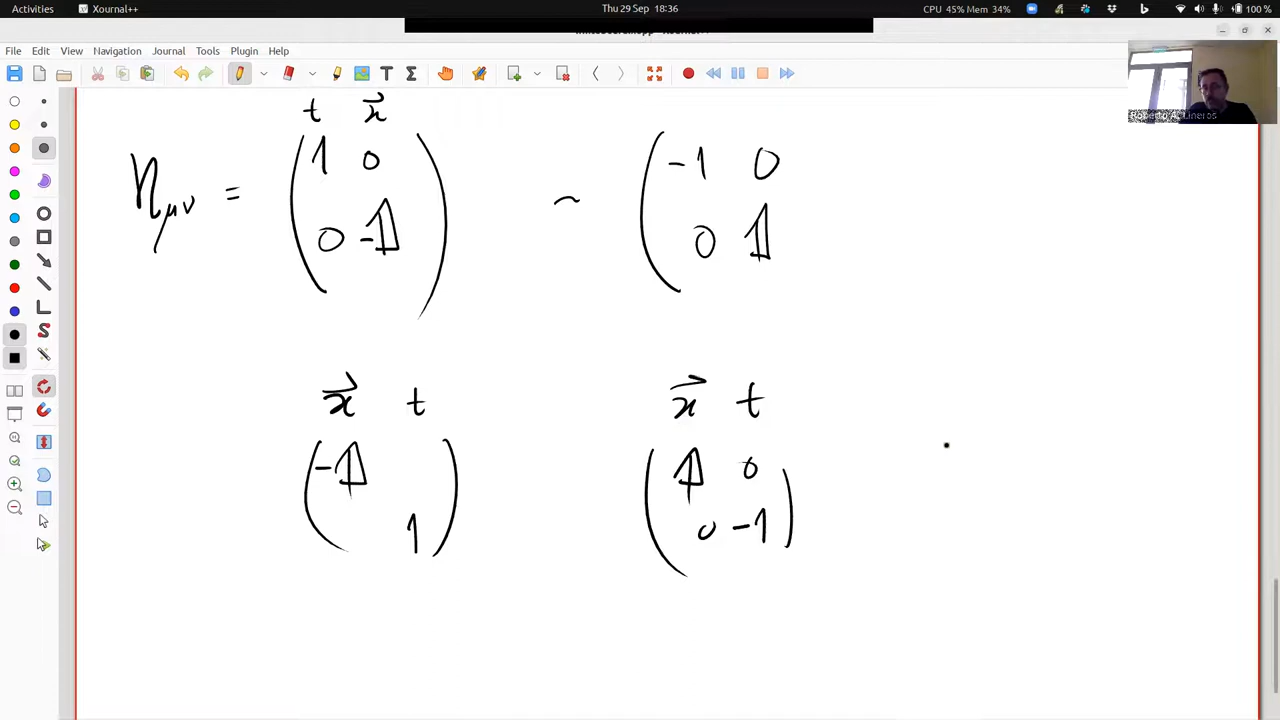 Activities Xournal++ Thu 29 Sep 18:36 CPU 45% Mem 34% 100 %
File Edit View Navigation Journal Tools Plugin Help
t x⃗
η_μν = ( 1 0 ~ ( -1 0
0 -𝟙 ) 0 𝟙
x⃗ t x⃗ t
( -𝟙 ( 𝟙 0
1 ) 0 -1 )